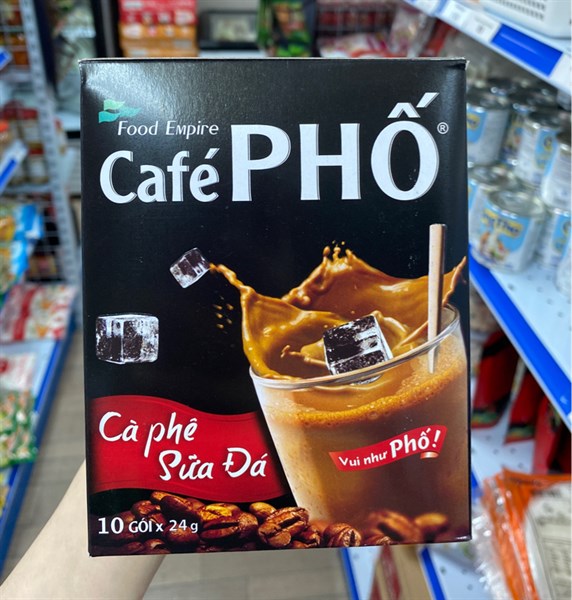 Food Empire
Café PHỐ®
Cà phê
Sữa Đá
Vui như Phố!
10 GÓI x 24g